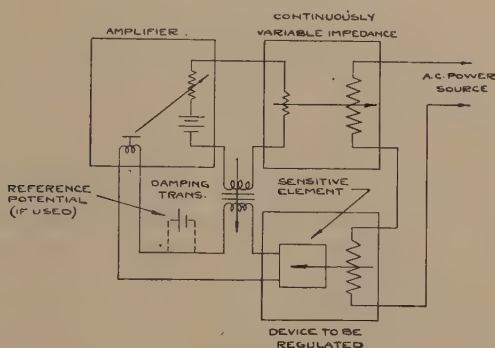 CONTINUOUSLY
VARIABLE IMPEDANCE
AMPLIFIER.
A.C. POWER
SOURCE
REFERENCE
POTENTIAL
(IF USED)
DAMPING
TRANS.
SENSITIVE
ELEMENT
DEVICE TO BE
REGULATED